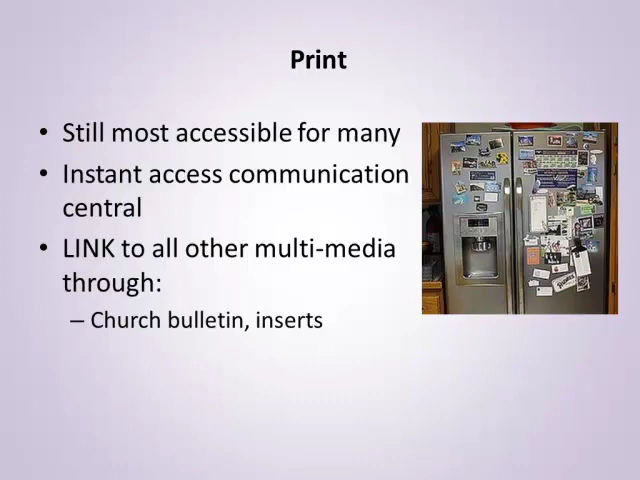 Print
• Still most accessible for many
• Instant access communication
central
• LINK to all other multi-media
through:
– Church bulletin, inserts